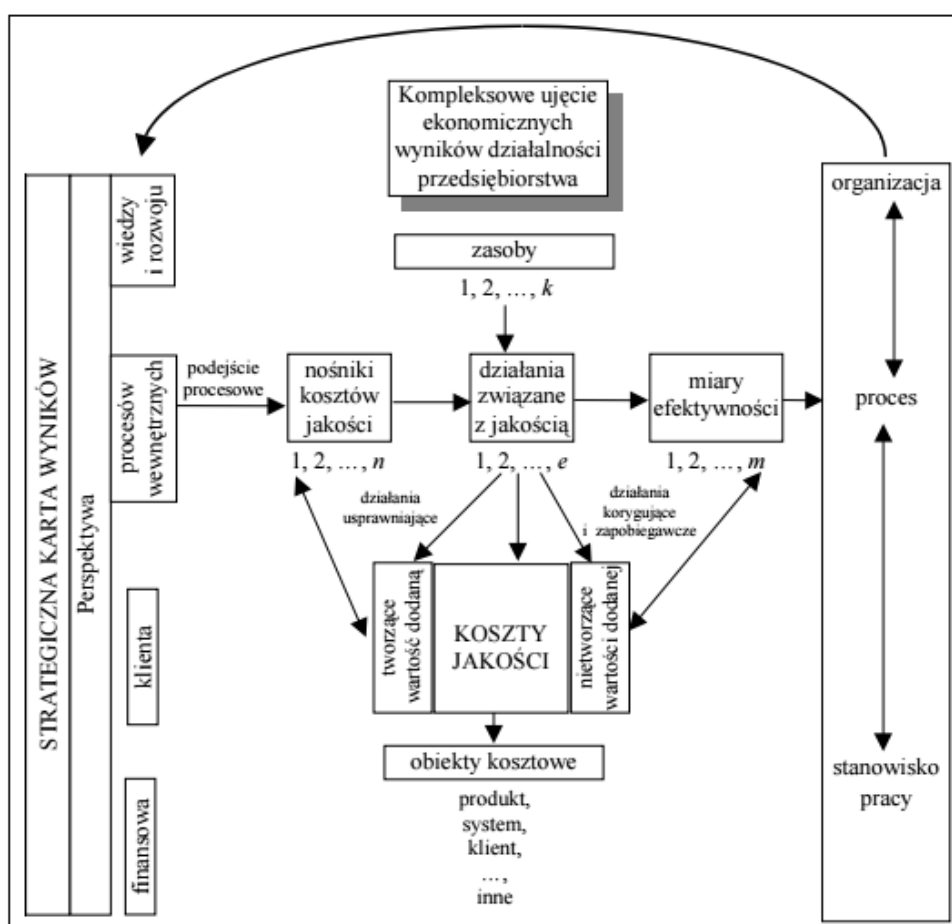 Kompleksowe ujęcie
ekonomicznych
wyników działalności
przedsiębiorstwa
STRATEGICZNA KARTA WYNIKÓW
Perspektywa
wiedzy
i rozwoju
procesów
wewnętrznych
klienta
finansowa
zasoby
1, 2, ..., k
podejście
procesowe
nośniki
kosztów
jakości
1, 2, ..., n
działania
związane
z jakością
1, 2, ..., e
miary
efektywności
1, 2, ..., m
działania
usprawniające
działania
korygujące
i zapobiegawcze
tworzące
wartość dodaną
KOSZTY
JAKOŚCI
nietworzące
wartości dodanej
obiekty kosztowe
produkt,
system,
klient,
...,
inne
organizacja
proces
stanowisko
pracy